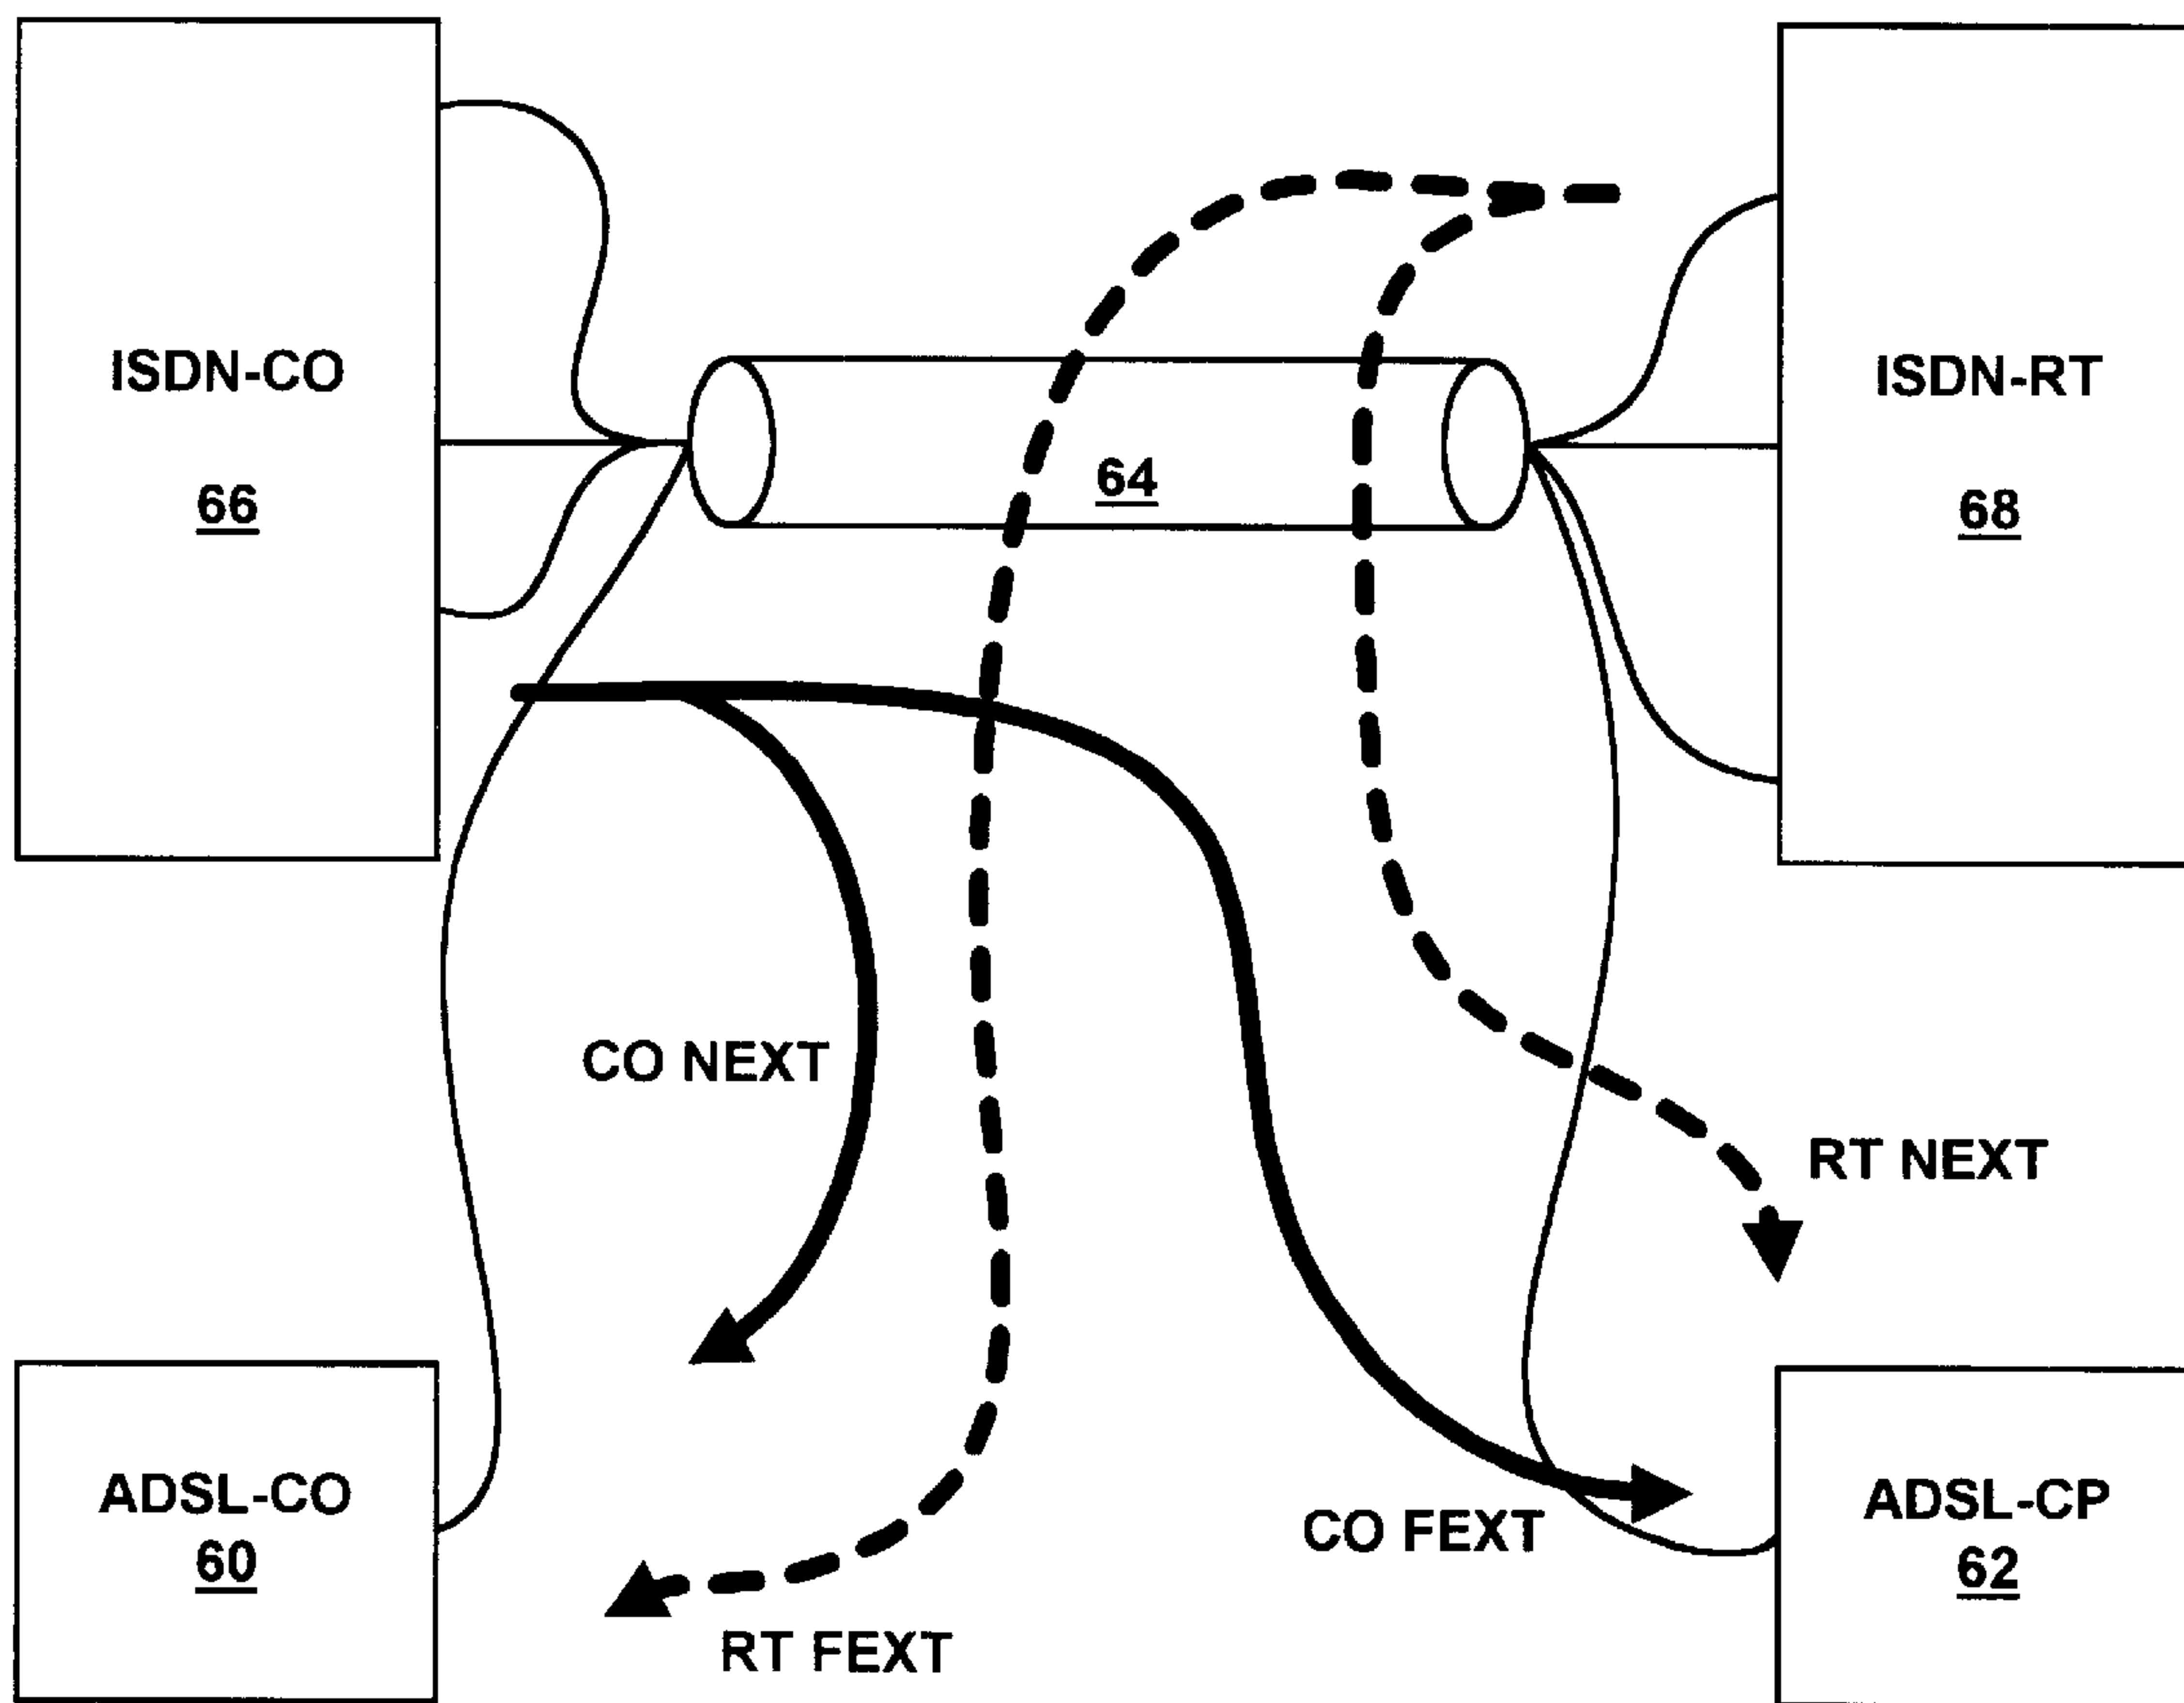 ISDN-CO
66
ISDN-RT
68
64
CO NEXT
RT NEXT
ADSL-CO
60
CO FEXT
ADSL-CP
62
RT FEXT